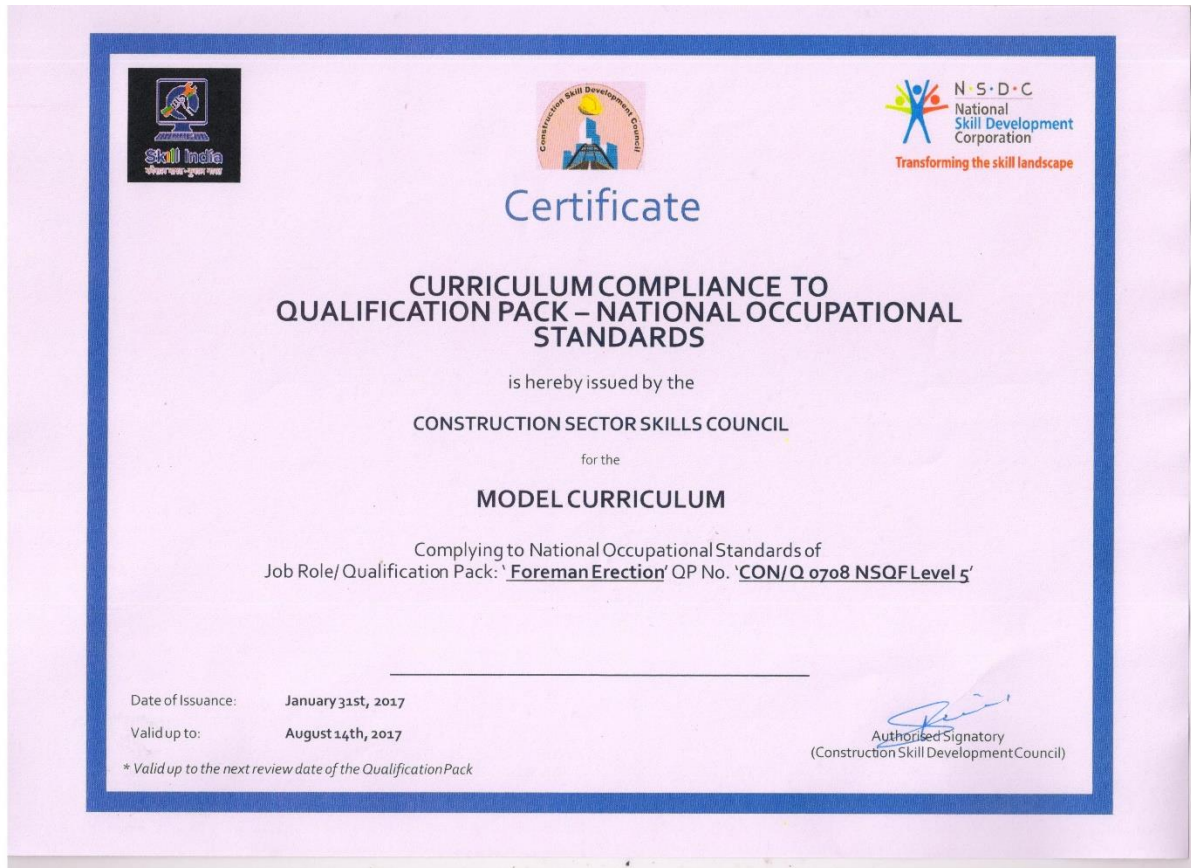 Skill India
कौशल भारत-कुशल भारत
Construction Skill Development Council
N·S·D·C
National
Skill Development
Corporation
Transforming the skill landscape
Certificate
CURRICULUM COMPLIANCE TO
QUALIFICATION PACK – NATIONAL OCCUPATIONAL
STANDARDS
is hereby issued by the
CONSTRUCTION SECTOR SKILLS COUNCIL
for the
MODEL CURRICULUM
Complying to National Occupational Standards of
Job Role/ Qualification Pack: ‘ Foreman Erection’ QP No. ‘CON/Q 0708 NSQF Level 5’
Date of Issuance: January 31st, 2017
Valid up to: August 14th, 2017
* Valid up to the next review date of the Qualification Pack
Authorised Signatory
(Construction Skill Development Council)